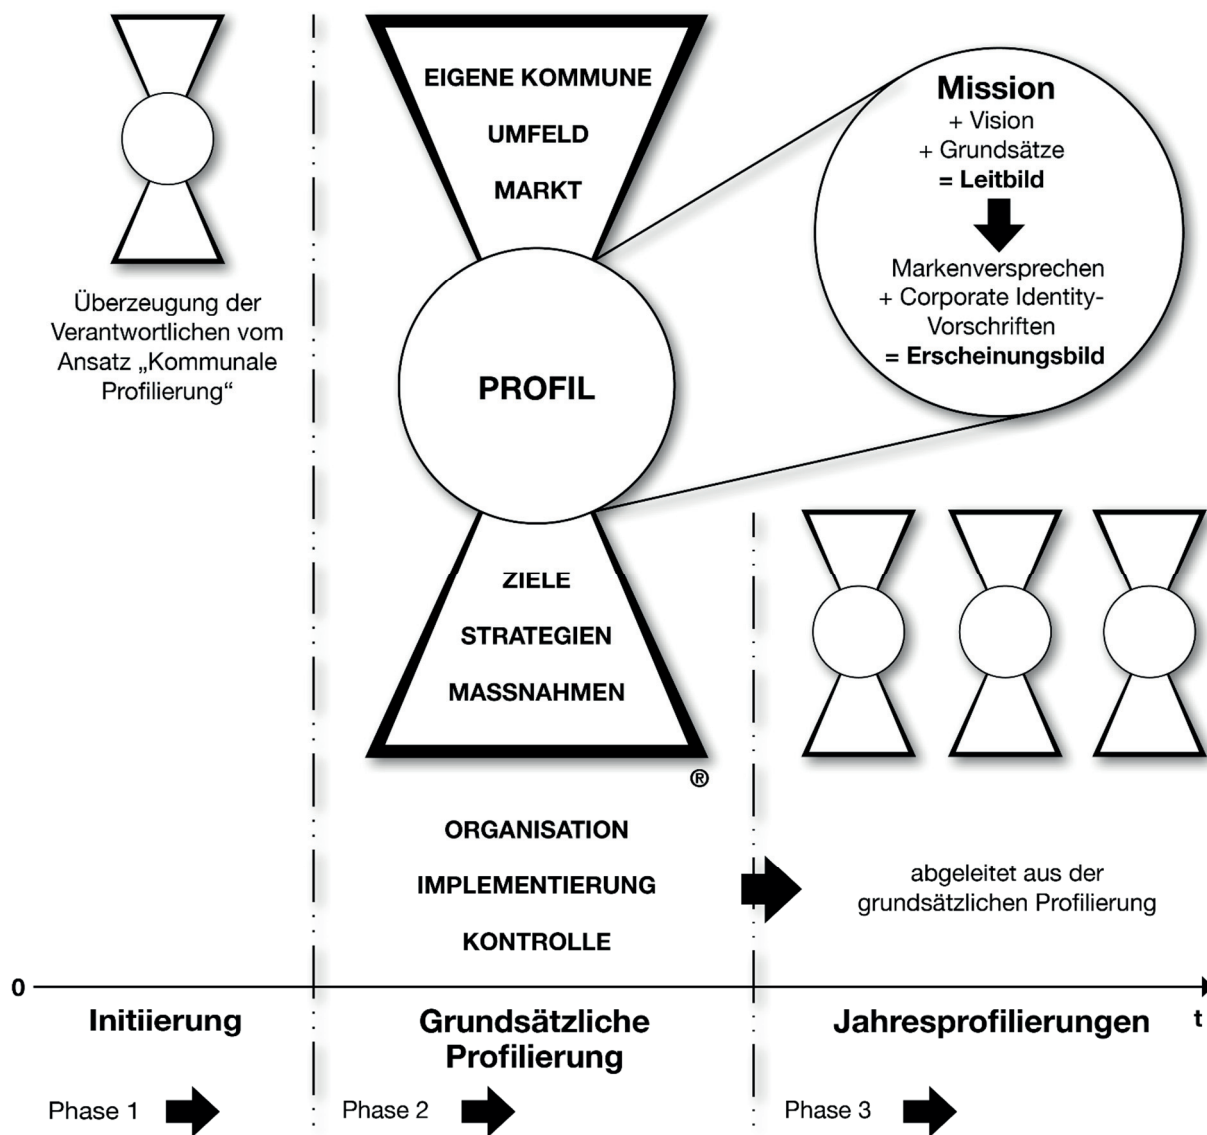 EIGENE KOMMUNE
UMFELD
MARKT
Mission
+ Vision
+ Grundsätze
= Leitbild
Markenversprechen
+ Corporate Identity-
Vorschriften
= Erscheinungsbild
Überzeugung der
Verantwortlichen vom
Ansatz „Kommunale
Profilierung“
PROFIL
ZIELE
STRATEGIEN
MASSNAHMEN
®
ORGANISATION
IMPLEMENTIERUNG
KONTROLLE
abgeleitet aus der
grundsätzlichen Profilierung
0
t
Initiierung
Grundsätzliche
Profilierung
Jahresprofilierungen
Phase 1
Phase 2
Phase 3